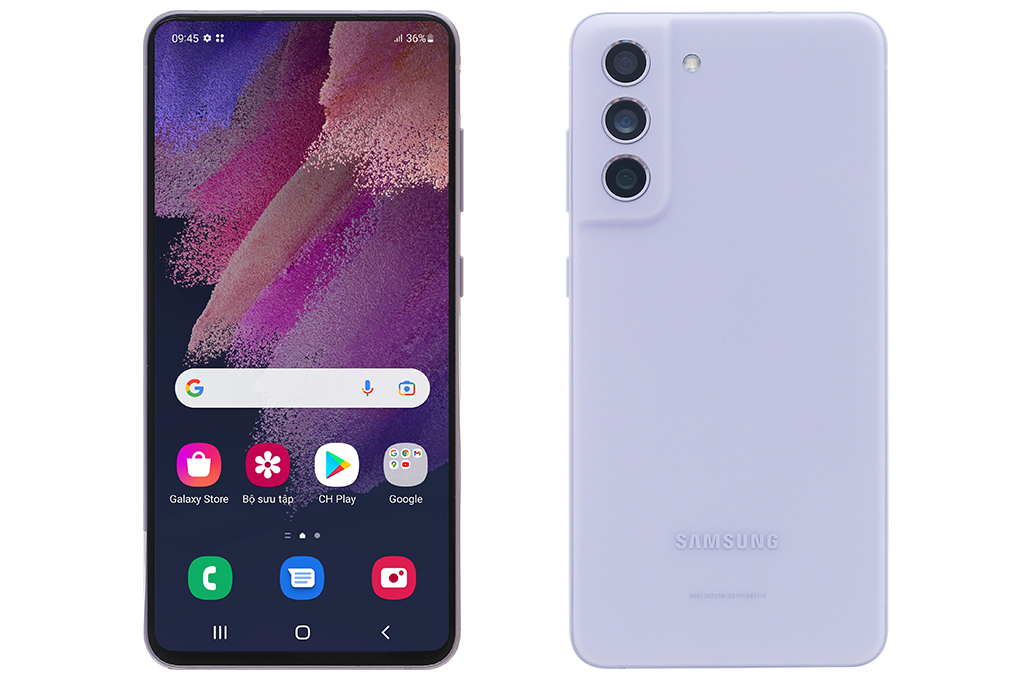 09:45
36%
Galaxy Store
Bộ sưu tập
CH Play
Google
SAMSUNG